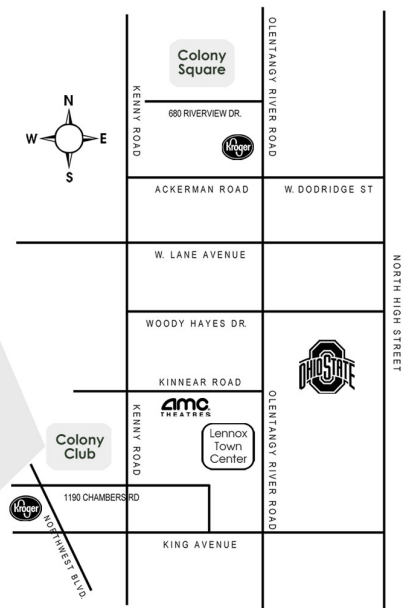 Colony
Square
OLENTANGY RIVER ROAD
KENNY ROAD
N
W
E
S
680 RIVERVIEW DR.
Kroger
ACKERMAN ROAD
W. DODRIDGE ST
W. LANE AVENUE
NORTH HIGH STREET
WOODY HAYES DR.
OHIO STATE
KINNEAR ROAD
amc
THEATRES
KENNY ROAD
OLENTANGY RIVER ROAD
Colony
Club
Lennox
Town
Center
1190 CHAMBERS RD
Kroger
NORTHWEST BLVD.
KING AVENUE